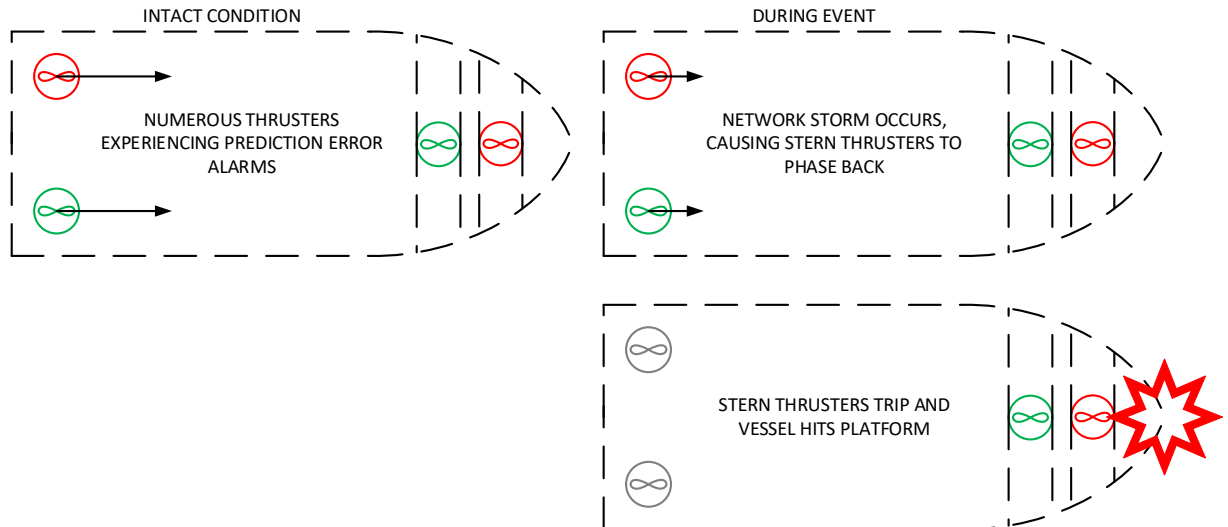 INTACT CONDITION
NUMEROUS THRUSTERS
EXPERIENCING PREDICTION ERROR
ALARMS
DURING EVENT
NETWORK STORM OCCURS,
CAUSING STERN THRUSTERS TO
PHASE BACK
STERN THRUSTERS TRIP AND
VESSEL HITS PLATFORM